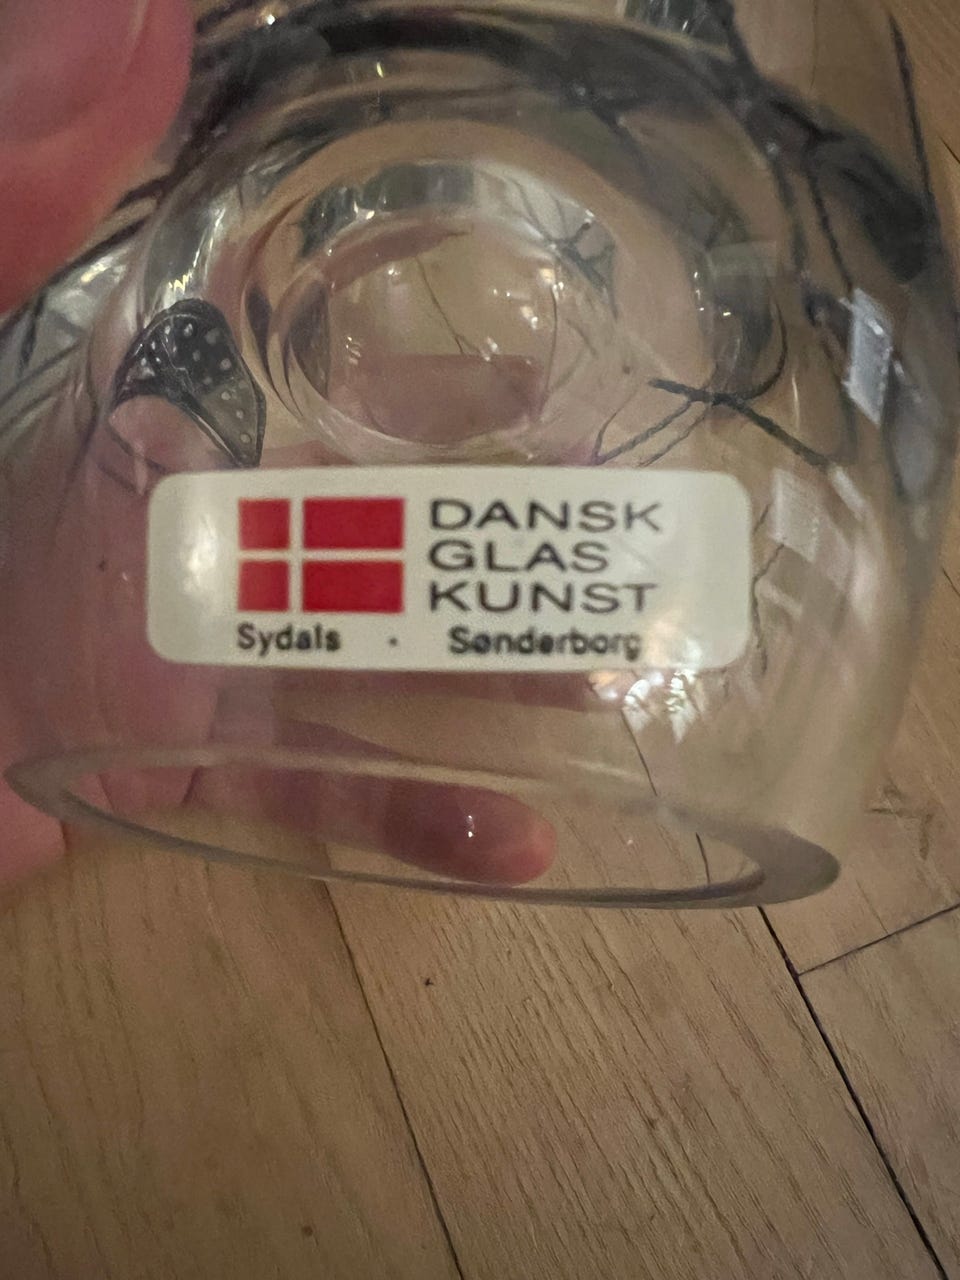 DANSK
GLAS
KUNST
Sydals · Sønderborg